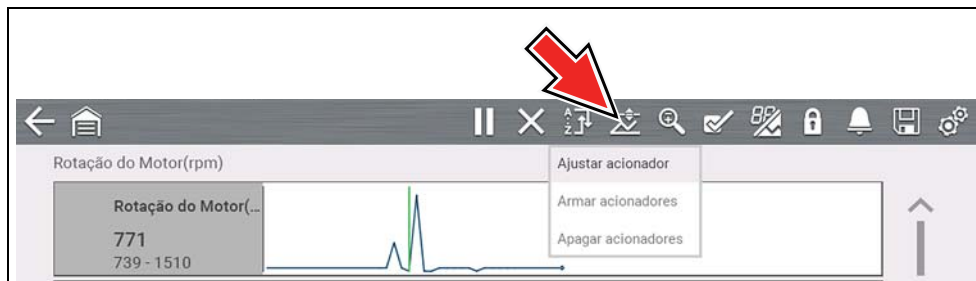 Rotação do Motor(rpm)
Ajustar acionador
Rotação do Motor(...
Armar acionadores
771
Apagar acionadores
739 - 1510